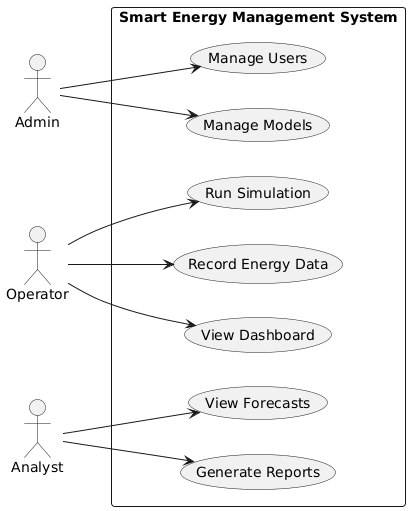 Smart Energy Management System
Manage Users
Admin
Manage Models
Run Simulation
Operator
Record Energy Data
View Dashboard
View Forecasts
Analyst
Generate Reports